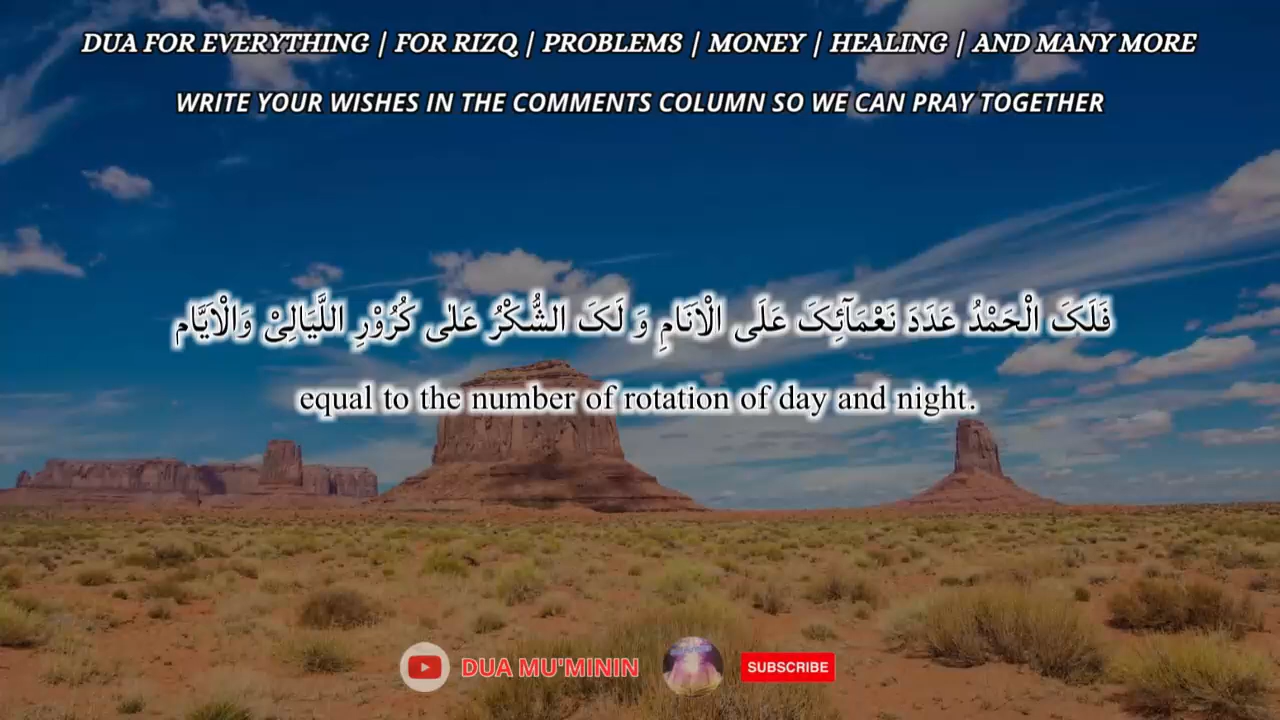 DUA FOR EVERYTHING | FOR RIZQ | PROBLEMS | MONEY | HEALING | AND MANY MORE
WRITE YOUR WISHES IN THE COMMENTS COLUMN SO WE CAN PRAY TOGETHER
فَلَکَ الْحَمْدُ عَدَدَ نَعْمَآئِکَ عَلَی الْاَنَامِ وَ لَکَ الشُّکْرُ عَلٰی کُرُوْرِ اللَّیَالِیْ وَالْاَیَّام
equal to the number of rotation of day and night.
DUA MU'MININ
SUBSCRIBE